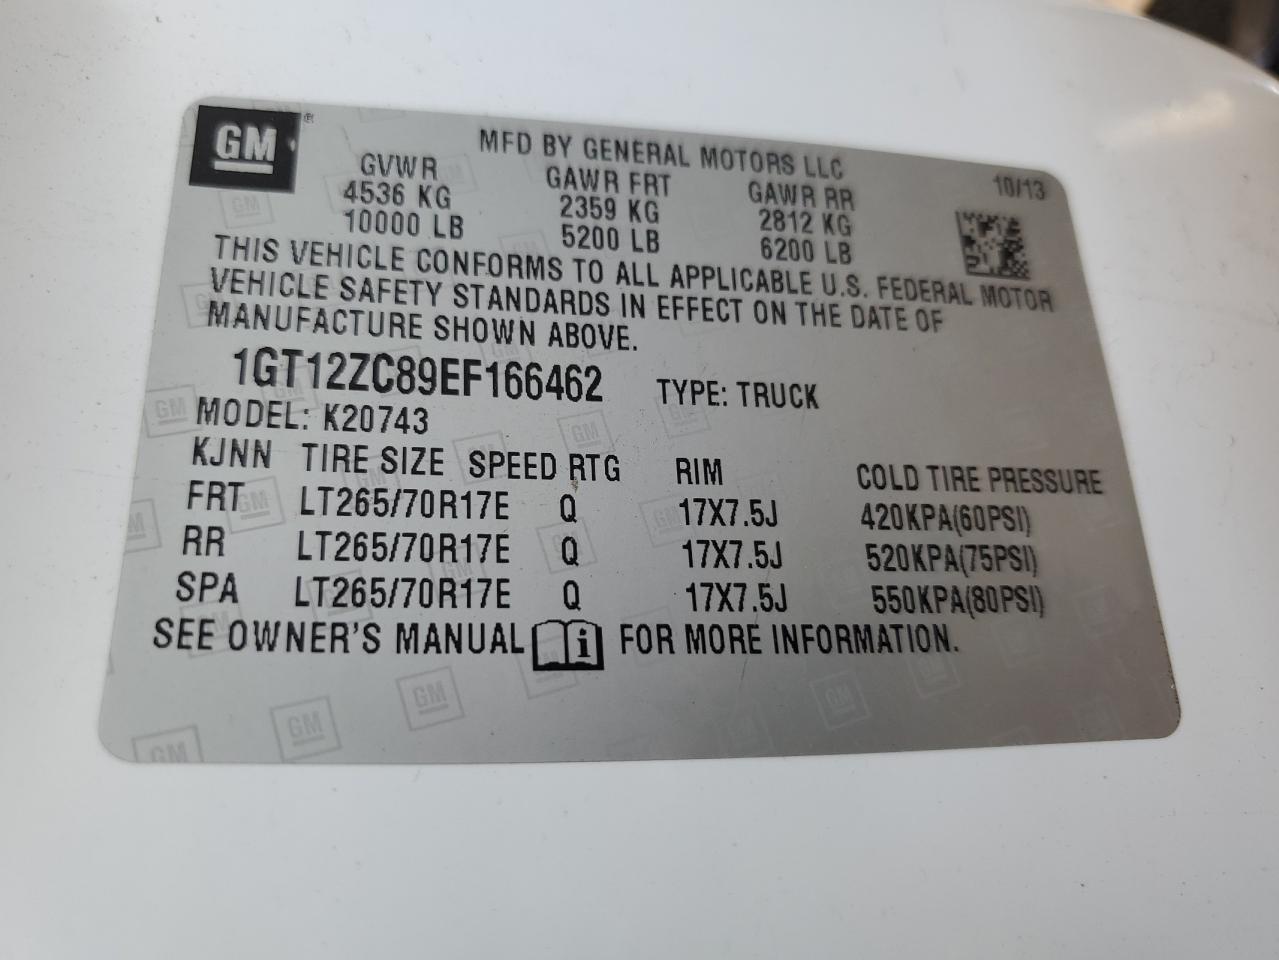 GM ®
MFD BY GENERAL MOTORS LLC
GVWR GAWR FRT GAWR RR 10/13
4536 KG 2359 KG 2812 KG
10000 LB 5200 LB 6200 LB
THIS VEHICLE CONFORMS TO ALL APPLICABLE U.S. FEDERAL MOTOR
VEHICLE SAFETY STANDARDS IN EFFECT ON THE DATE OF
MANUFACTURE SHOWN ABOVE.
1GT12ZC89EF166462 TYPE: TRUCK
MODEL: K20743
KJNN TIRE SIZE SPEED RTG RIM COLD TIRE PRESSURE
FRT LT265/70R17E Q 17X7.5J 420KPA(60PSI)
RR LT265/70R17E Q 17X7.5J 520KPA(75PSI)
SPA LT265/70R17E Q 17X7.5J 550KPA(80PSI)
SEE OWNER'S MANUAL i FOR MORE INFORMATION.